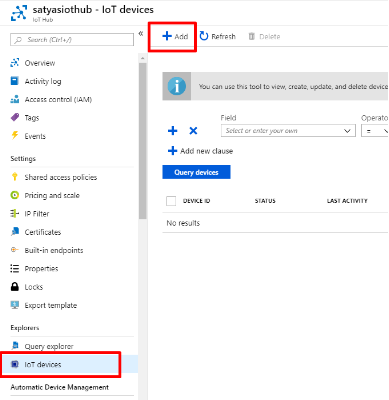 satyasiothub - IoT devices
IoT Hub
Search (Ctrl+/)
«
Overview
Activity log
Access control (IAM)
Tags
Events
Settings
Shared access policies
Pricing and scale
IP Filter
Certificates
Built-in endpoints
Properties
Locks
Export template
Explorers
Query explorer
IoT devices
Automatic Device Management
Add Refresh Delete
You can use this tool to view, create, update, and delete device
Field Operato
Select or enter your own =
Add new clause
Query devices
DEVICE ID STATUS LAST ACTIVITY
No results